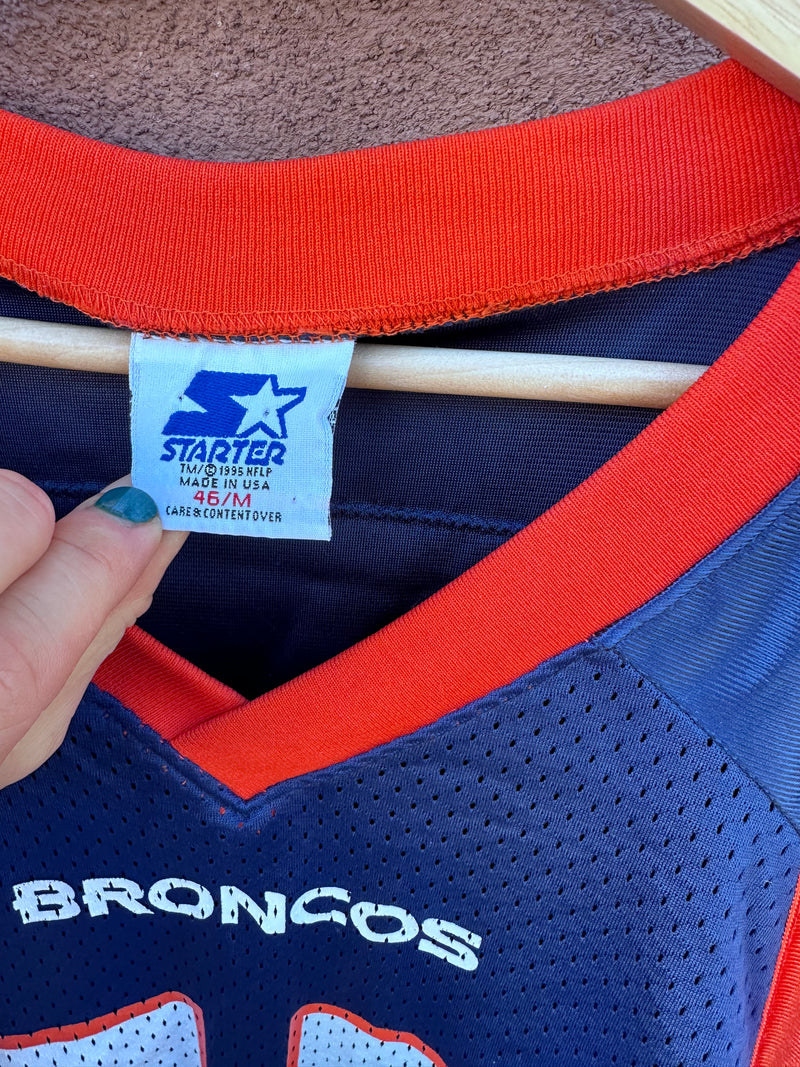 STARTER
TM/© 1995 NFLP
MADE IN USA
46/M
CARE & CONTENT OVER
BRONCOS